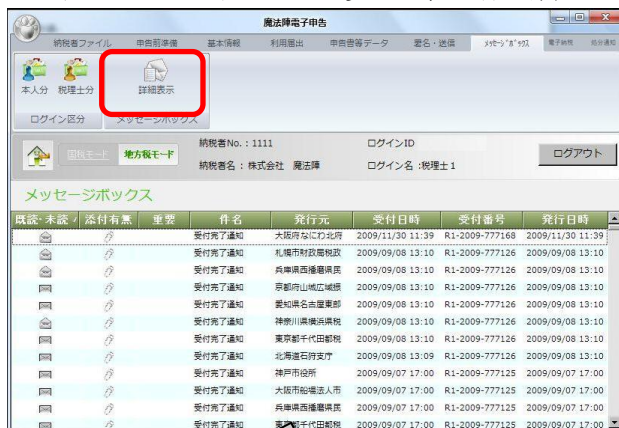 魔法陣電子申告
納税者ファイル 申告前準備 基本情報 利用届出 申告書等データ 署名・送信 ﾒｯｾｰｼﾞﾎﾞｯｸｽ 電子納税 処分通知
本人分 税理士分 詳細表示
ログイン区分 メッセージボックス
国税モード 地方税モード 納税者No. : 1111 ログインID ログアウト
納税者名 : 株式会社 魔法陣 ログイン名 :税理士1
メッセージボックス
既読・未読 添付有無 重要 件名 発行元 受付日時 受付番号 発行日時
受付完了通知 大阪府なにわ北府 2009/11/30 11:39 R1-2009-777168 2009/11/30 11:39
受付完了通知 札幌市財政局税政 2009/09/08 13:10 R1-2009-777126 2009/09/08 13:10
受付完了通知 兵庫県西播磨県民 2009/09/08 13:10 R1-2009-777126 2009/09/08 13:10
受付完了通知 京都府山城広域振 2009/09/08 13:10 R1-2009-777126 2009/09/08 13:10
受付完了通知 愛知県名古屋東部 2009/09/08 13:10 R1-2009-777126 2009/09/08 13:10
受付完了通知 神奈川県横浜県税 2009/09/08 13:10 R1-2009-777126 2009/09/08 13:10
受付完了通知 東京都千代田都税 2009/09/08 13:10 R1-2009-777126 2009/09/08 13:10
受付完了通知 北海道石狩支庁 2009/09/08 13:09 R1-2009-777126 2009/09/08 13:10
受付完了通知 神戸市役所 2009/09/07 17:00 R1-2009-777125 2009/09/07 17:00
受付完了通知 大阪市船場法人市 2009/09/07 17:00 R1-2009-777125 2009/09/07 17:00
受付完了通知 兵庫県西播磨県民 2009/09/07 17:00 R1-2009-777125 2009/09/07 17:00
受付完了通知 東京都千代田都税 2009/09/07 17:00 R1-2009-777125 2009/09/07 17:00